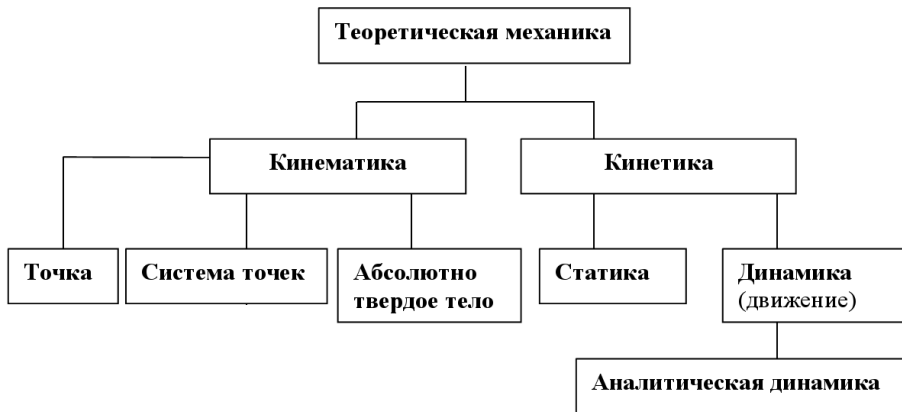 Теоретическая механика
Кинематика
Кинетика
Точка
Система точек
Абсолютно
твердое тело
Статика
Динамика
(движение)
Аналитическая динамика